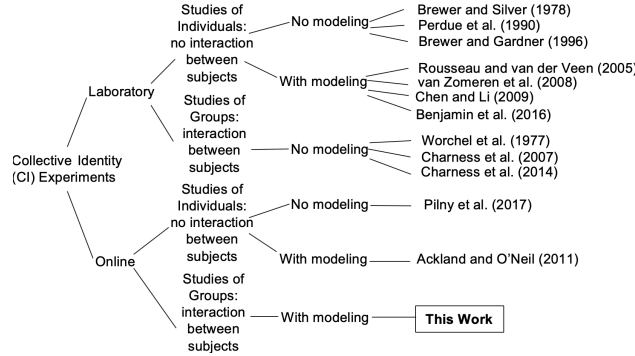 Studies of
Individuals:
no interaction
between
subjects
No modeling
Brewer and Silver (1978)
Perdue et al. (1990)
Brewer and Gardner (1996)
With modeling
Rousseau and van der Veen (2005)
van Zomeren et al. (2008)
Chen and Li (2009)
Benjamin et al. (2016)
Laboratory
Studies of
Groups:
interaction
between
subjects
No modeling
Worchel et al. (1977)
Charness et al. (2007)
Charness et al. (2014)
Collective Identity
(CI) Experiments
Studies of
Individuals:
no interaction
between
subjects
No modeling
Pilny et al. (2017)
With modeling
Ackland and O'Neil (2011)
Online
Studies of
Groups:
interaction
between
subjects
With modeling
This Work